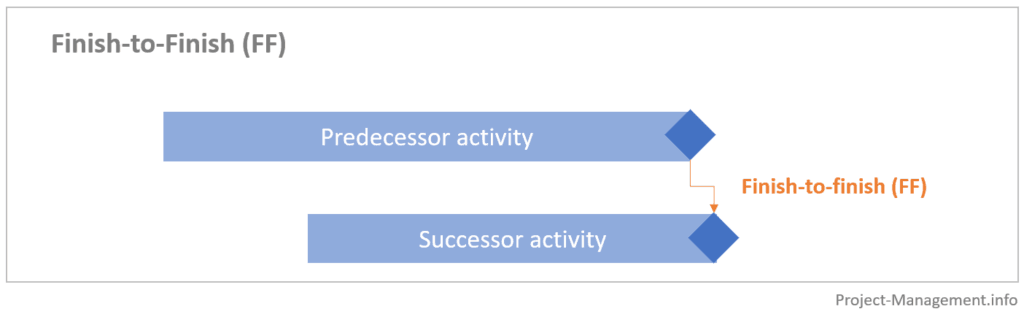 Finish-to-Finish (FF)
Predecessor activity
Finish-to-finish (FF)
Successor activity
Project-Management.info